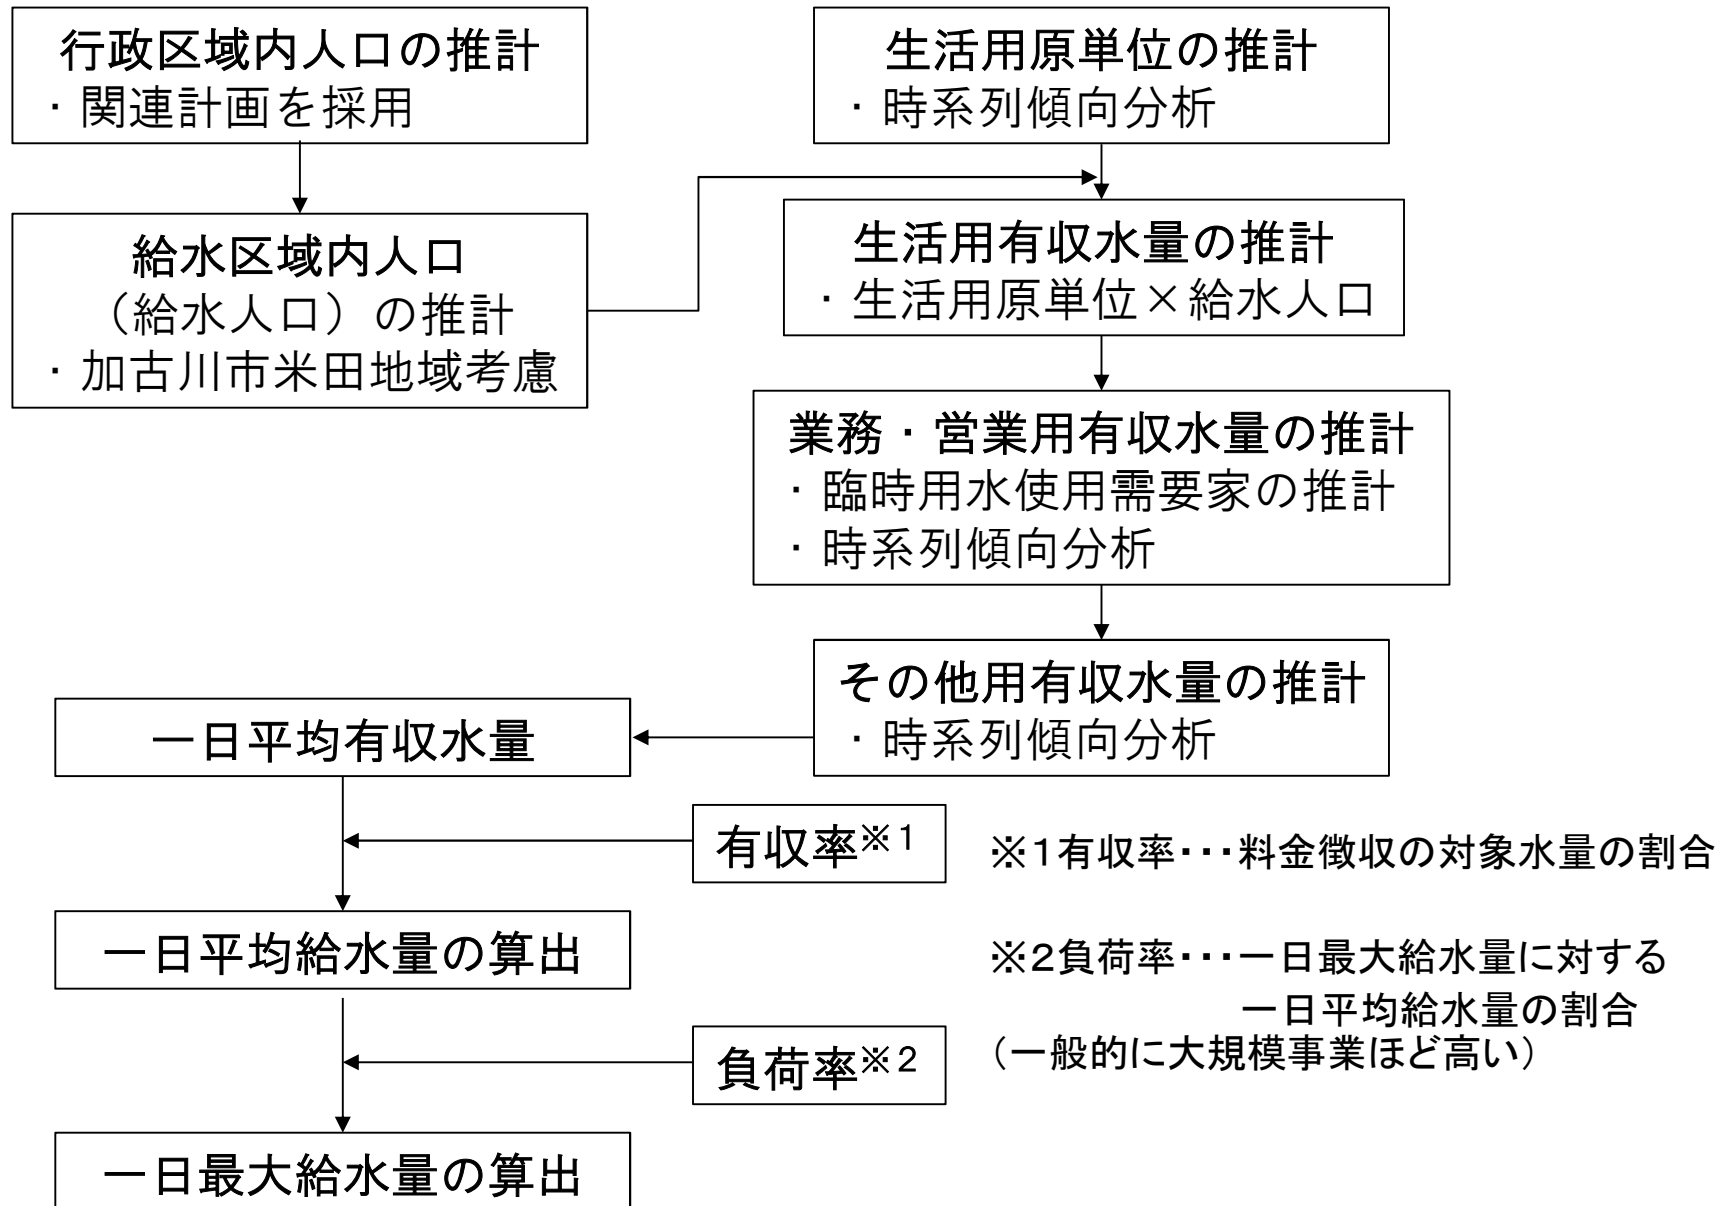 行政区域内人口の推計
・関連計画を採用
生活用原単位の推計
・時系列傾向分析
給水区域内人口
（給水人口）の推計
・加古川市米田地域考慮
生活用有収水量の推計
・生活用原単位×給水人口
業務・営業用有収水量の推計
・臨時用水使用需要家の推計
・時系列傾向分析
その他用有収水量の推計
・時系列傾向分析
一日平均有収水量
有収率※1
※1有収率・・・料金徴収の対象水量の割合
一日平均給水量の算出
※2負荷率・・・一日最大給水量に対する
一日平均給水量の割合
（一般的に大規模事業ほど高い）
負荷率※2
一日最大給水量の算出